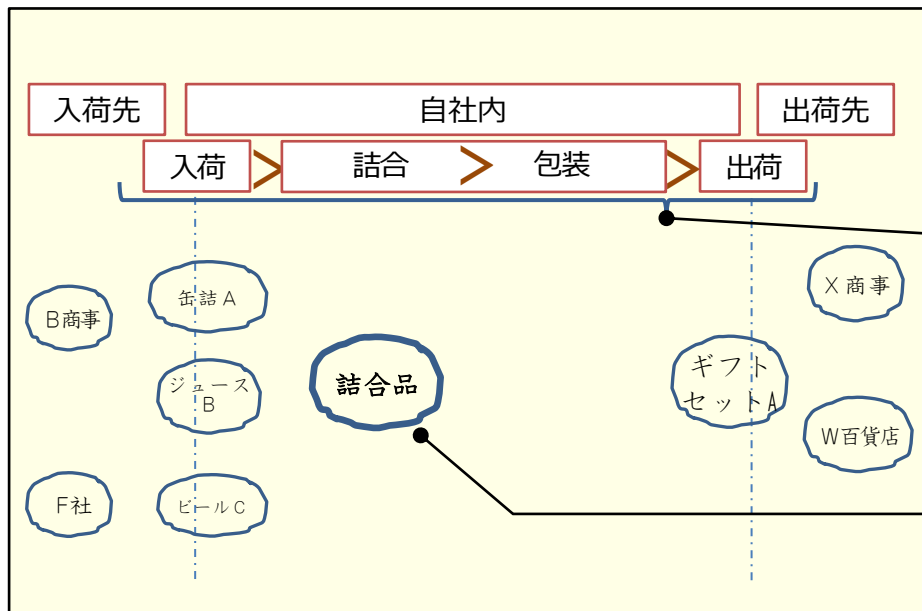 入荷先
自社内
出荷先
入荷
詰合
包装
出荷
B商事
缶詰A
ジュース
B
詰合品
ギフト
セットA
X商事
W百貨店
F社
ビールC